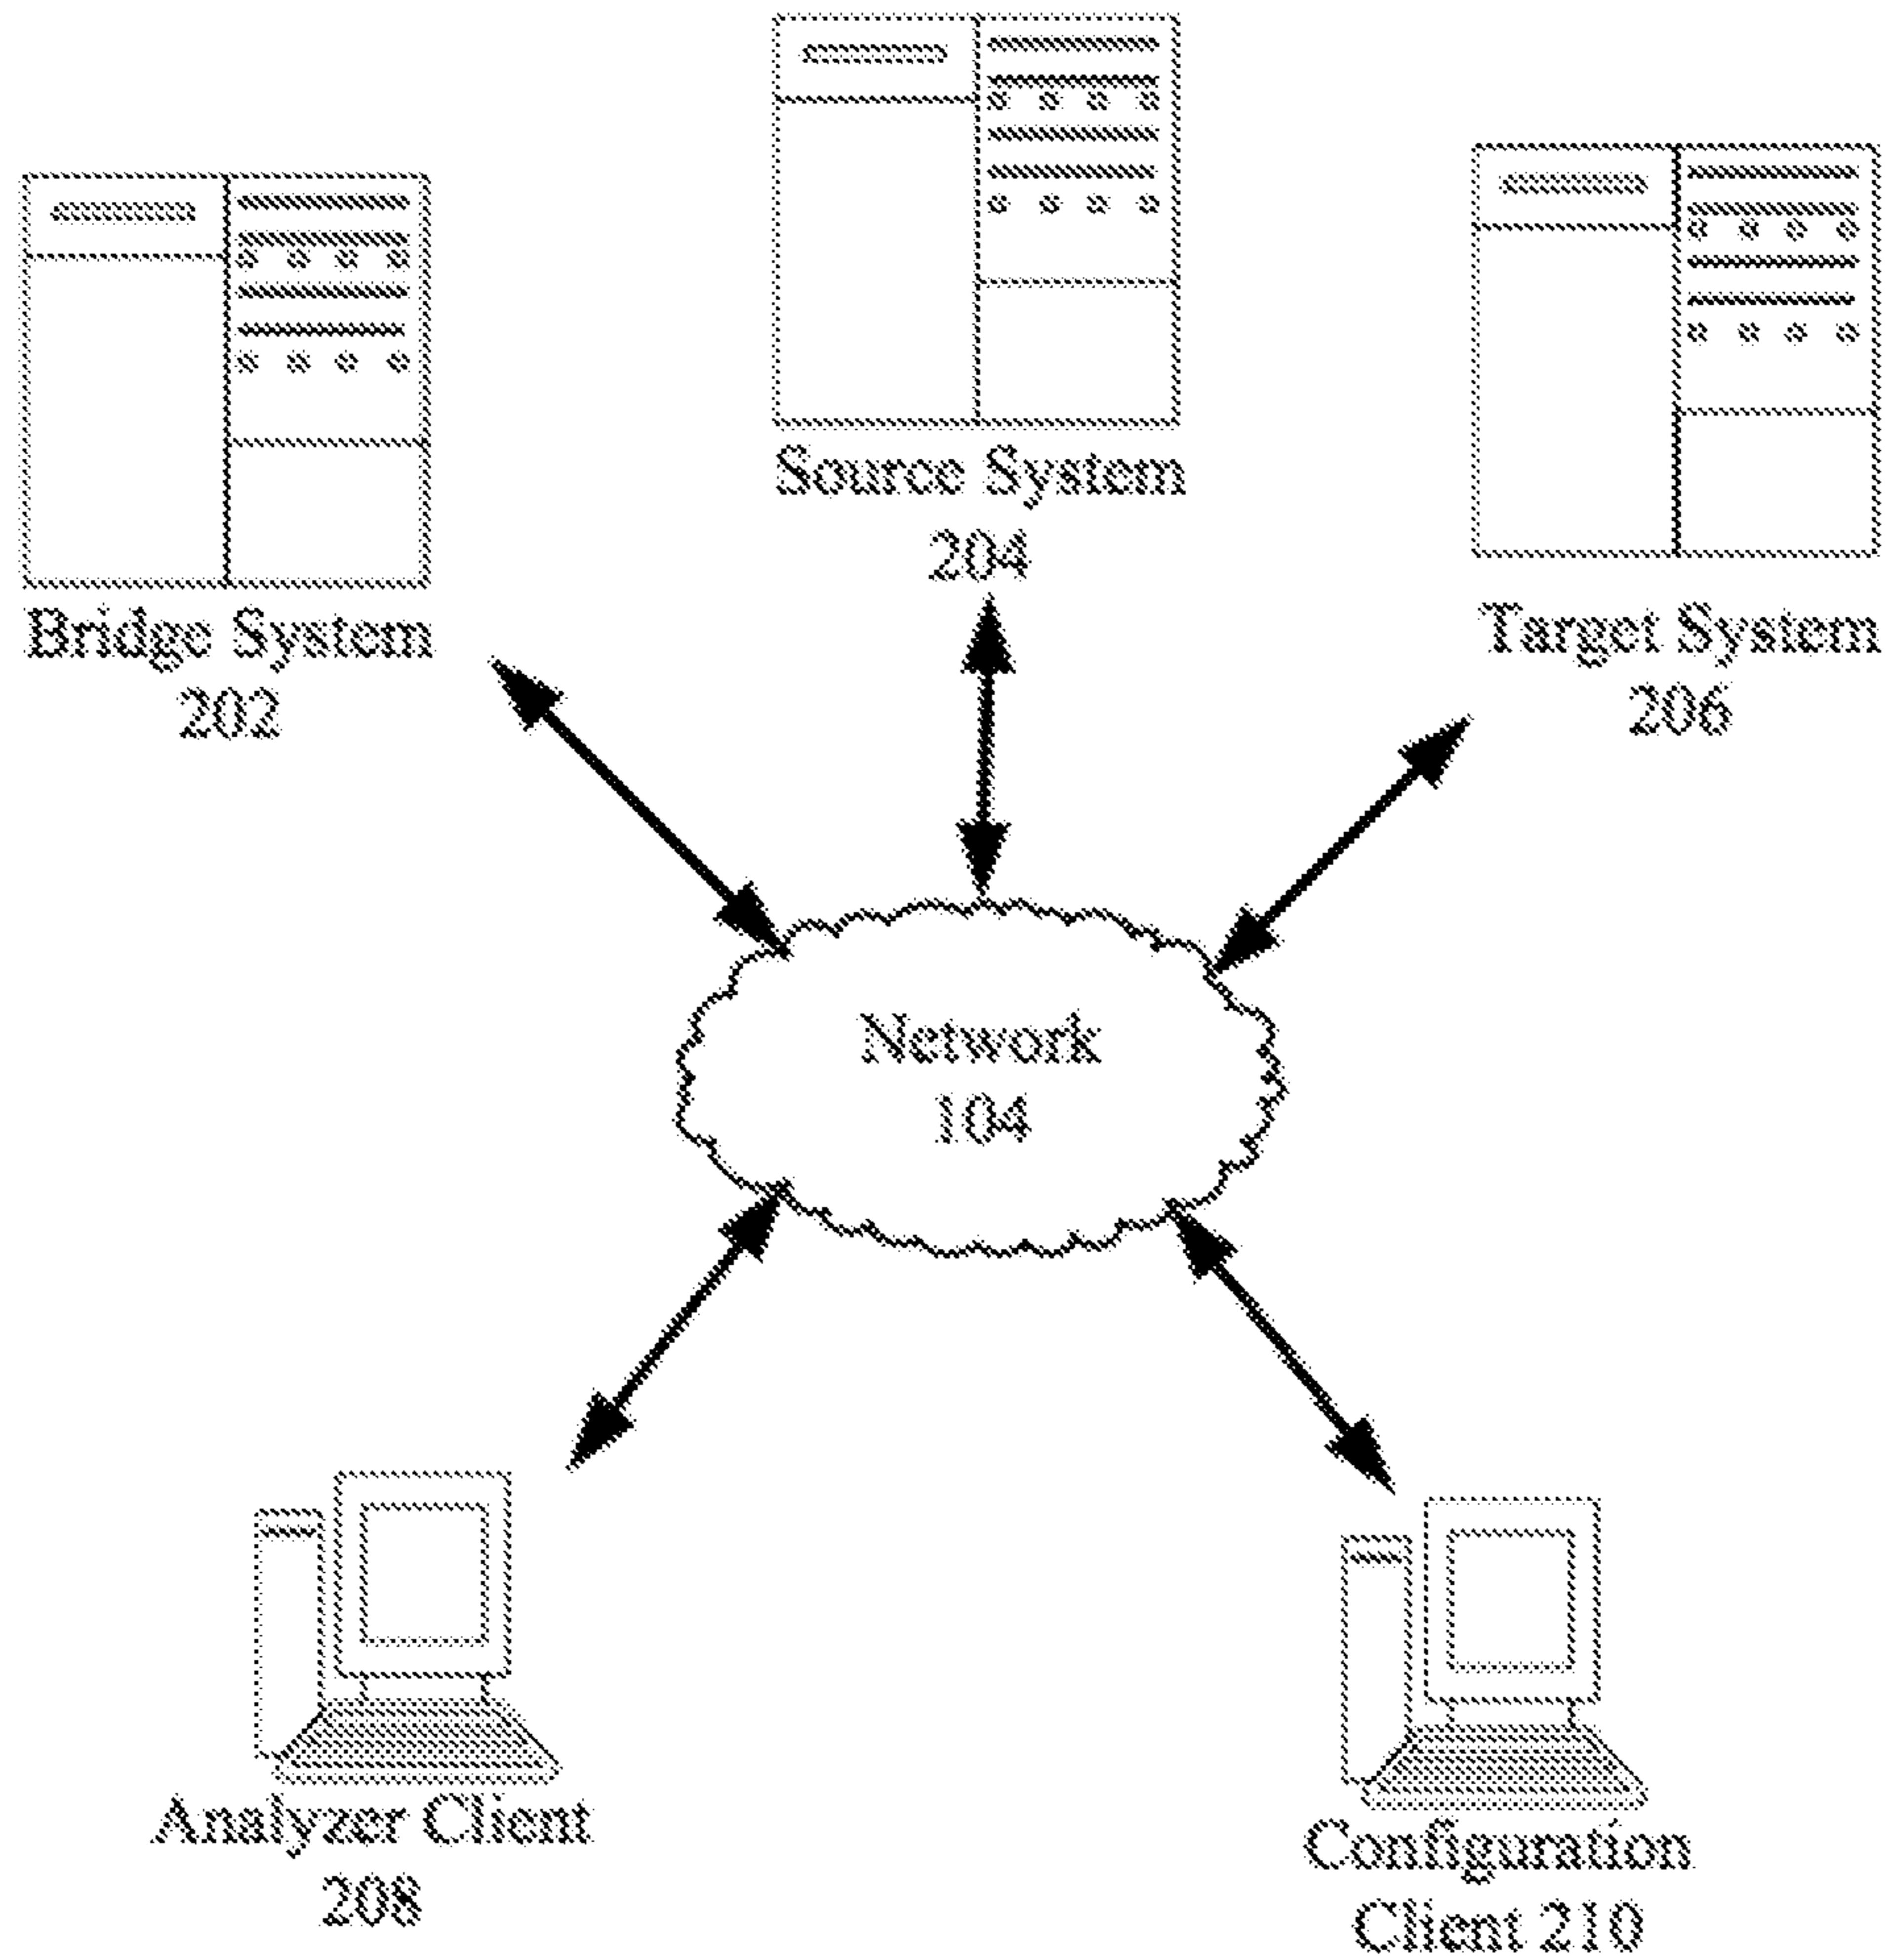 Source System
204
Bridge System
202
Target System
206
Network
104
Analyzer Client
208
Configuration
Client 210